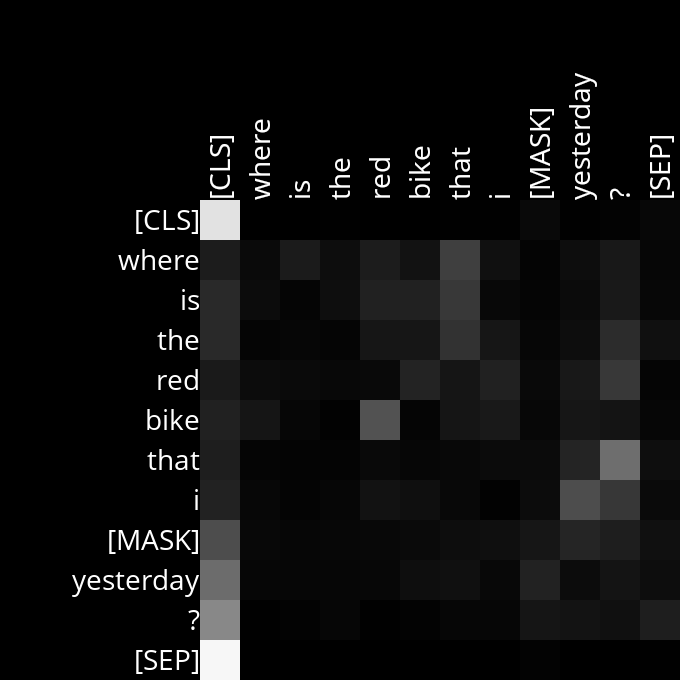 [CLS] where is the red bike that i [MASK] yesterday ? [SEP]
[CLS]
where
is
the
red
bike
that
i
[MASK]
yesterday
?
[SEP]